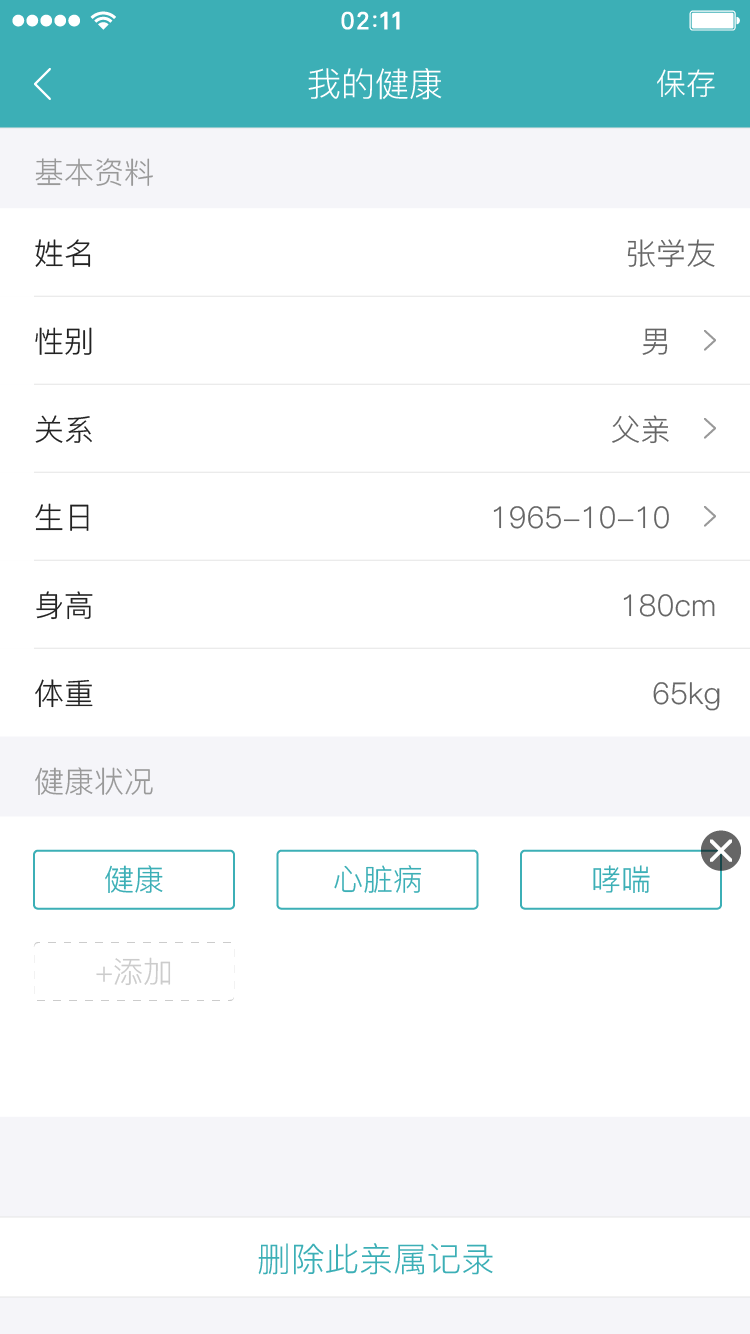 02:11
我的健康 保存
基本资料
姓名 张学友
性别 男
关系 父亲
生日 1965-10-10
身高 180cm
体重 65kg
健康状况
健康 心脏病 哮喘
+添加
删除此亲属记录